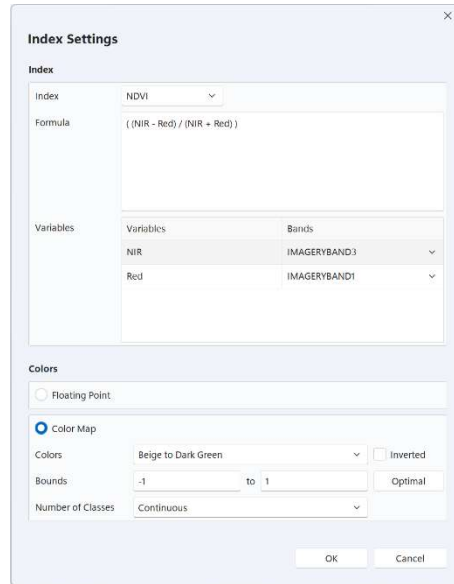 Index Settings
Index
Index NDVI
Formula ( (NIR - Red) / (NIR + Red) )
Variables Variables Bands
NIR IMAGERYBAND3
Red IMAGERYBAND1
Colors
Floating Point
Color Map
Colors Beige to Dark Green Inverted
Bounds -1 to 1 Optimal
Number of Classes Continuous
OK Cancel